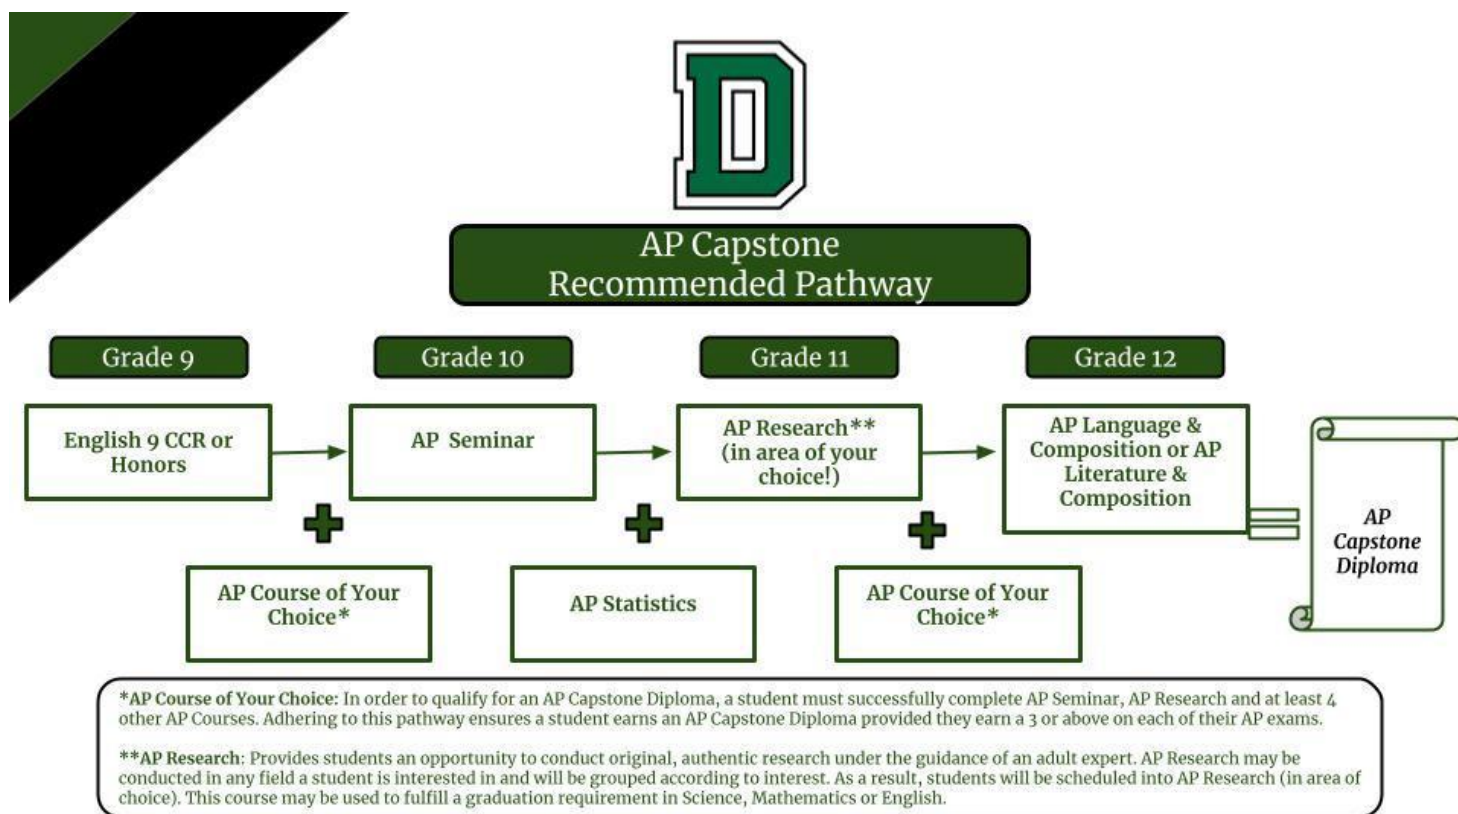 D
AP Capstone
Recommended Pathway
Grade 9
Grade 10
Grade 11
Grade 12
English 9 CCR or
Honors
AP Seminar
AP Research**
(in area of your
choice!)
AP Language &
Composition or AP
Literature &
Composition
AP Course of Your
Choice*
AP Statistics
AP Course of Your
Choice*
AP
Capstone
Diploma
*AP Course of Your Choice: In order to qualify for an AP Capstone Diploma, a student must successfully complete AP Seminar, AP Research and at least 4
other AP Courses. Adhering to this pathway ensures a student earns an AP Capstone Diploma provided they earn a 3 or above on each of their AP exams.
**AP Research: Provides students an opportunity to conduct original, authentic research under the guidance of an adult expert. AP Research may be
conducted in any field a student is interested in and will be grouped according to interest. As a result, students will be scheduled into AP Research (in area of
choice). This course may be used to fulfill a graduation requirement in Science, Mathematics or English.